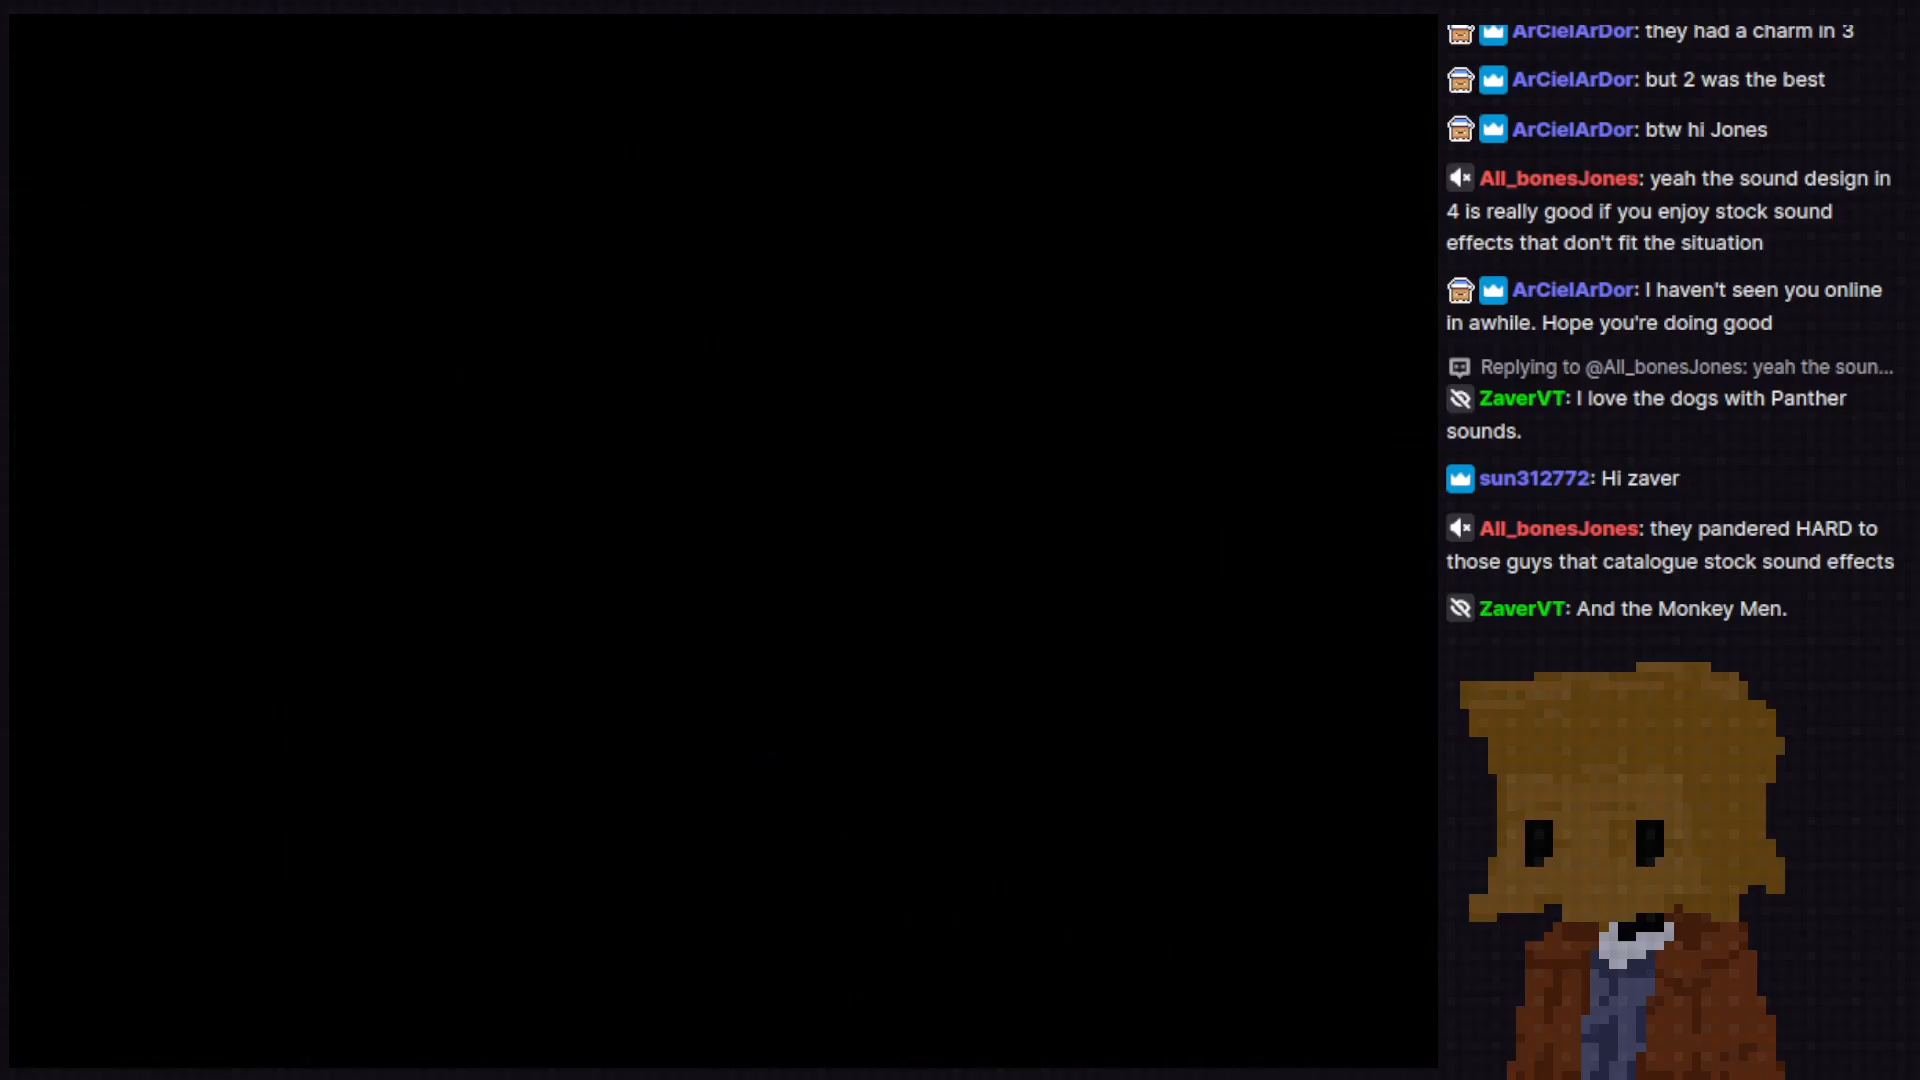 ArCielArDor: they had a charm in 3
ArCielArDor: but 2 was the best
ArCielArDor: btw hi Jones
All_bonesJones: yeah the sound design in
4 is really good if you enjoy stock sound
effects that don't fit the situation
ArCielArDor: I haven't seen you online
in awhile. Hope you're doing good
Replying to @All_bonesJones: yeah the soun...
ZaverVT: I love the dogs with Panther
sounds.
sun312772: Hi zaver
All_bonesJones: they pandered HARD to
those guys that catalogue stock sound effects
ZaverVT: And the Monkey Men.